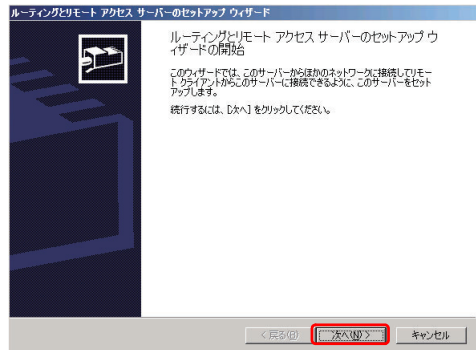 ルーティングとリモート アクセス サーバーのセットアップ ウィザード
ルーティングとリモート アクセス サーバーのセットアップ ウ
ィザードの開始
このウィザードでは、このサーバーからほかのネットワークに接続してリモー
ト クライアントからこのサーバーに接続できるように、このサーバーをセット
アップします。
続行するには、[次へ] をクリックしてください。
< 戻る(B) 次へ(N) > キャンセル